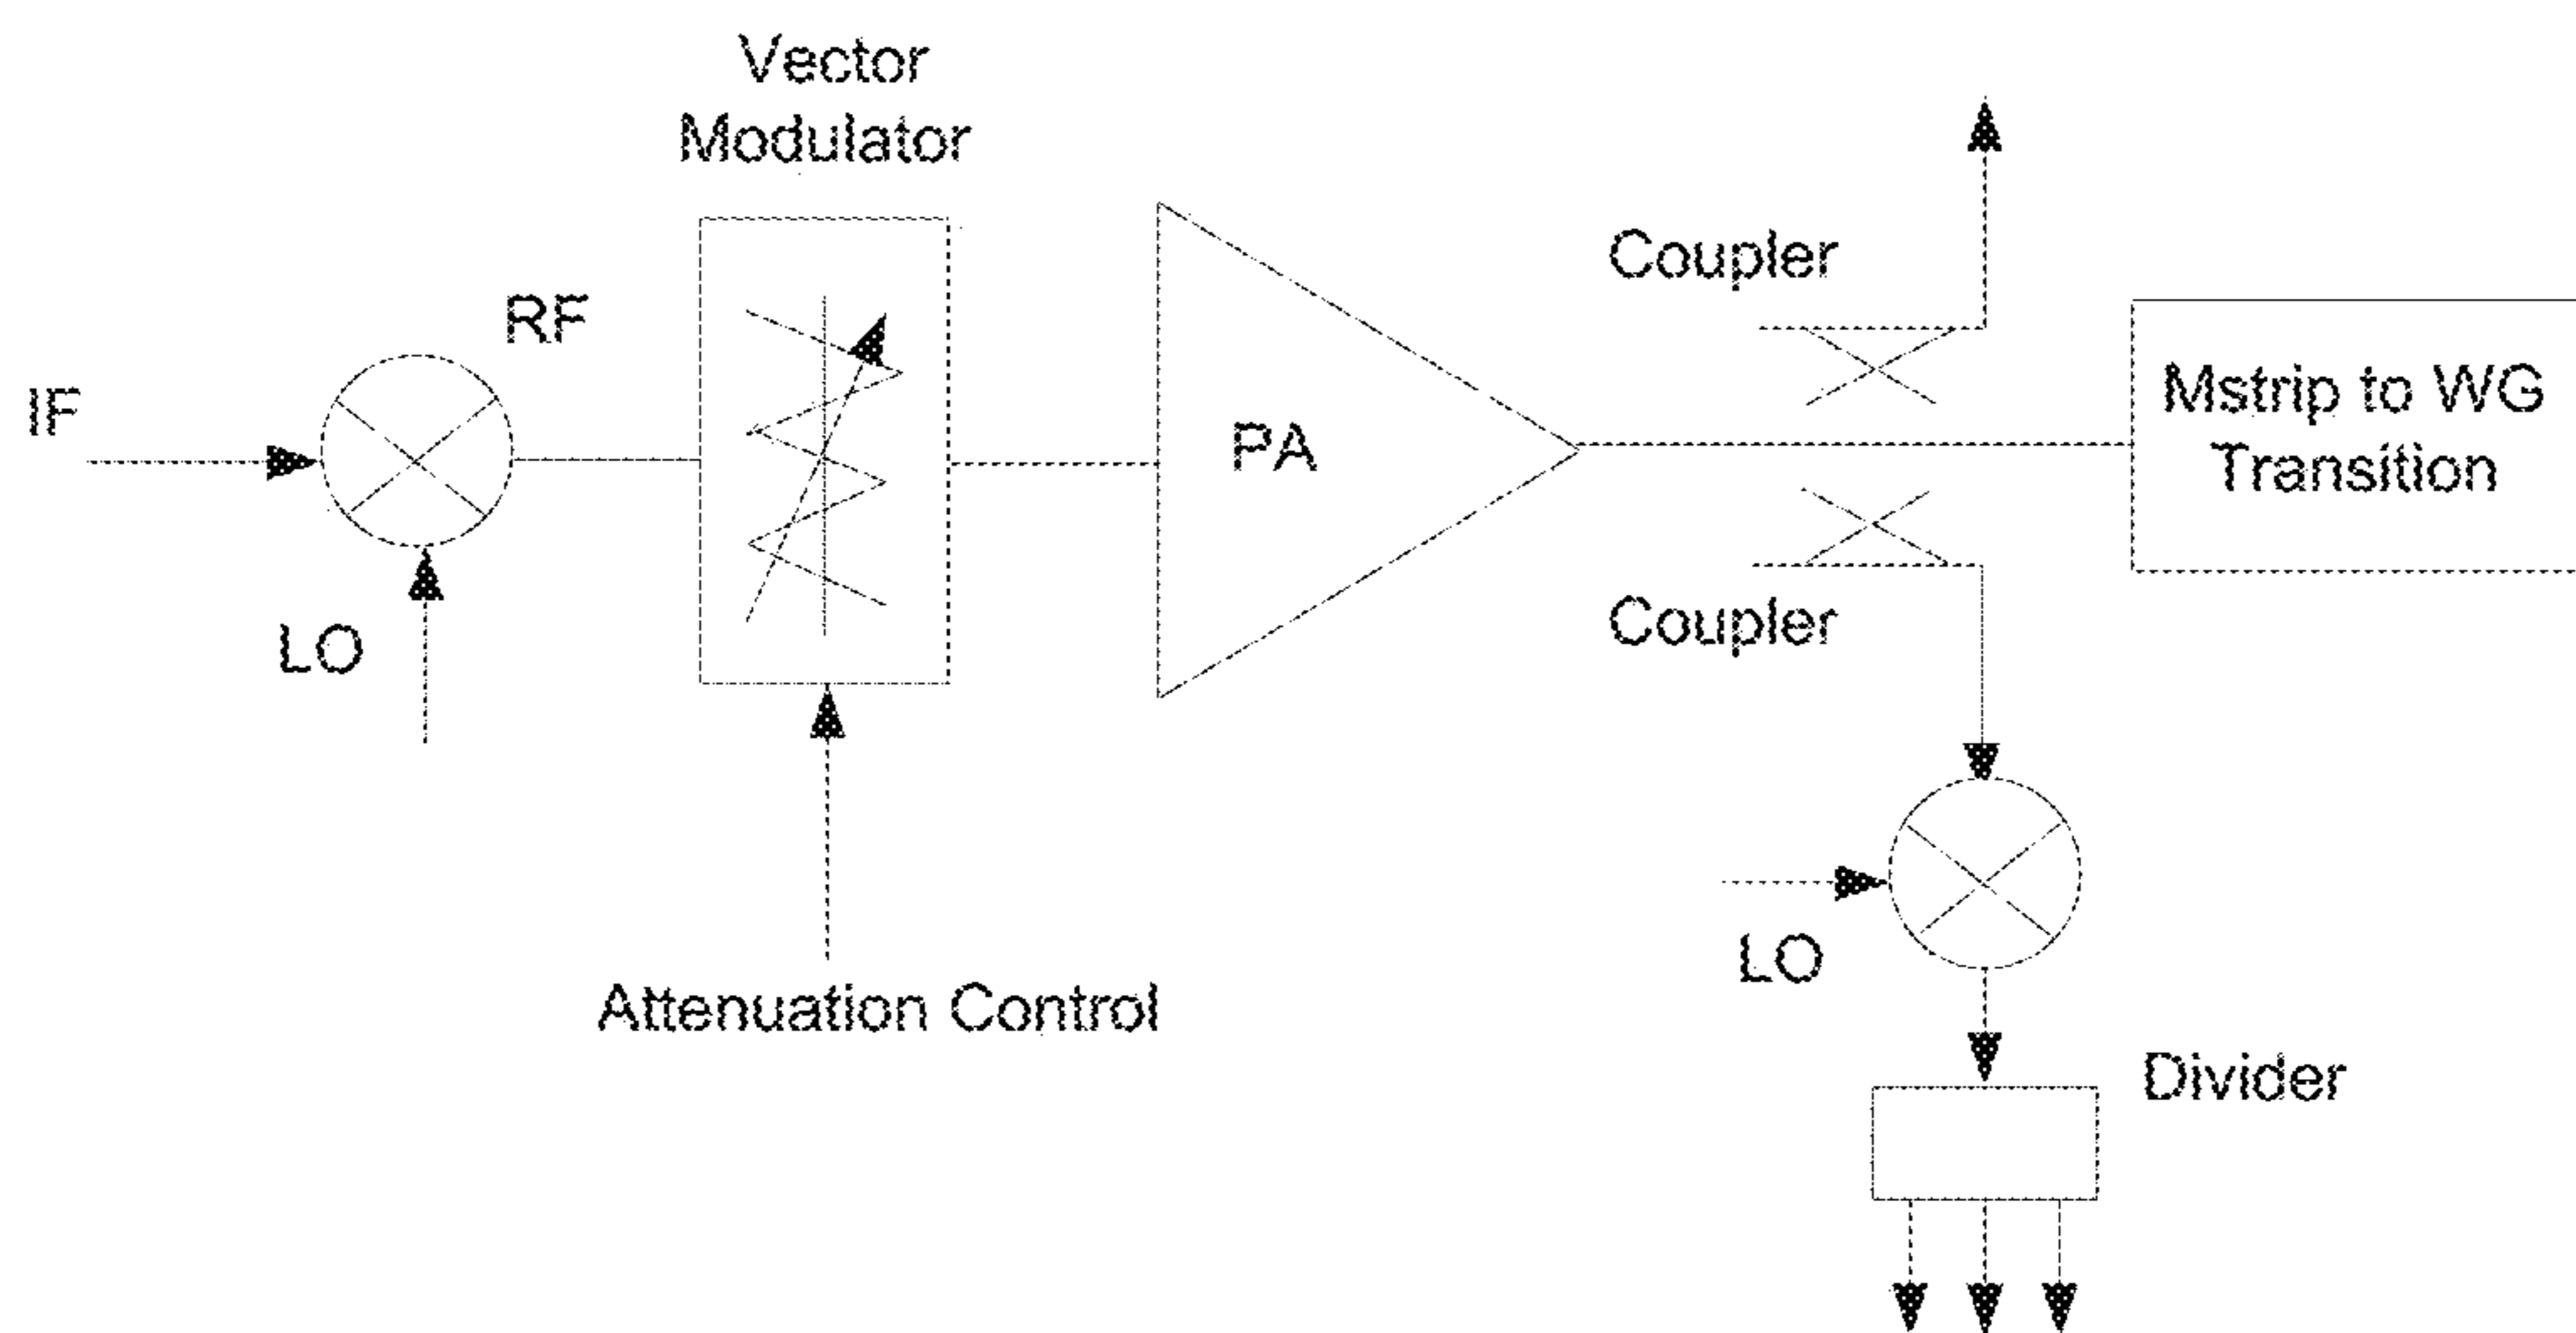 Vector
Modulator
Coupler
RF
IF
Mstrip to WG
Transition
PA
LO
Coupler
LO
Attenuation Control
Divider